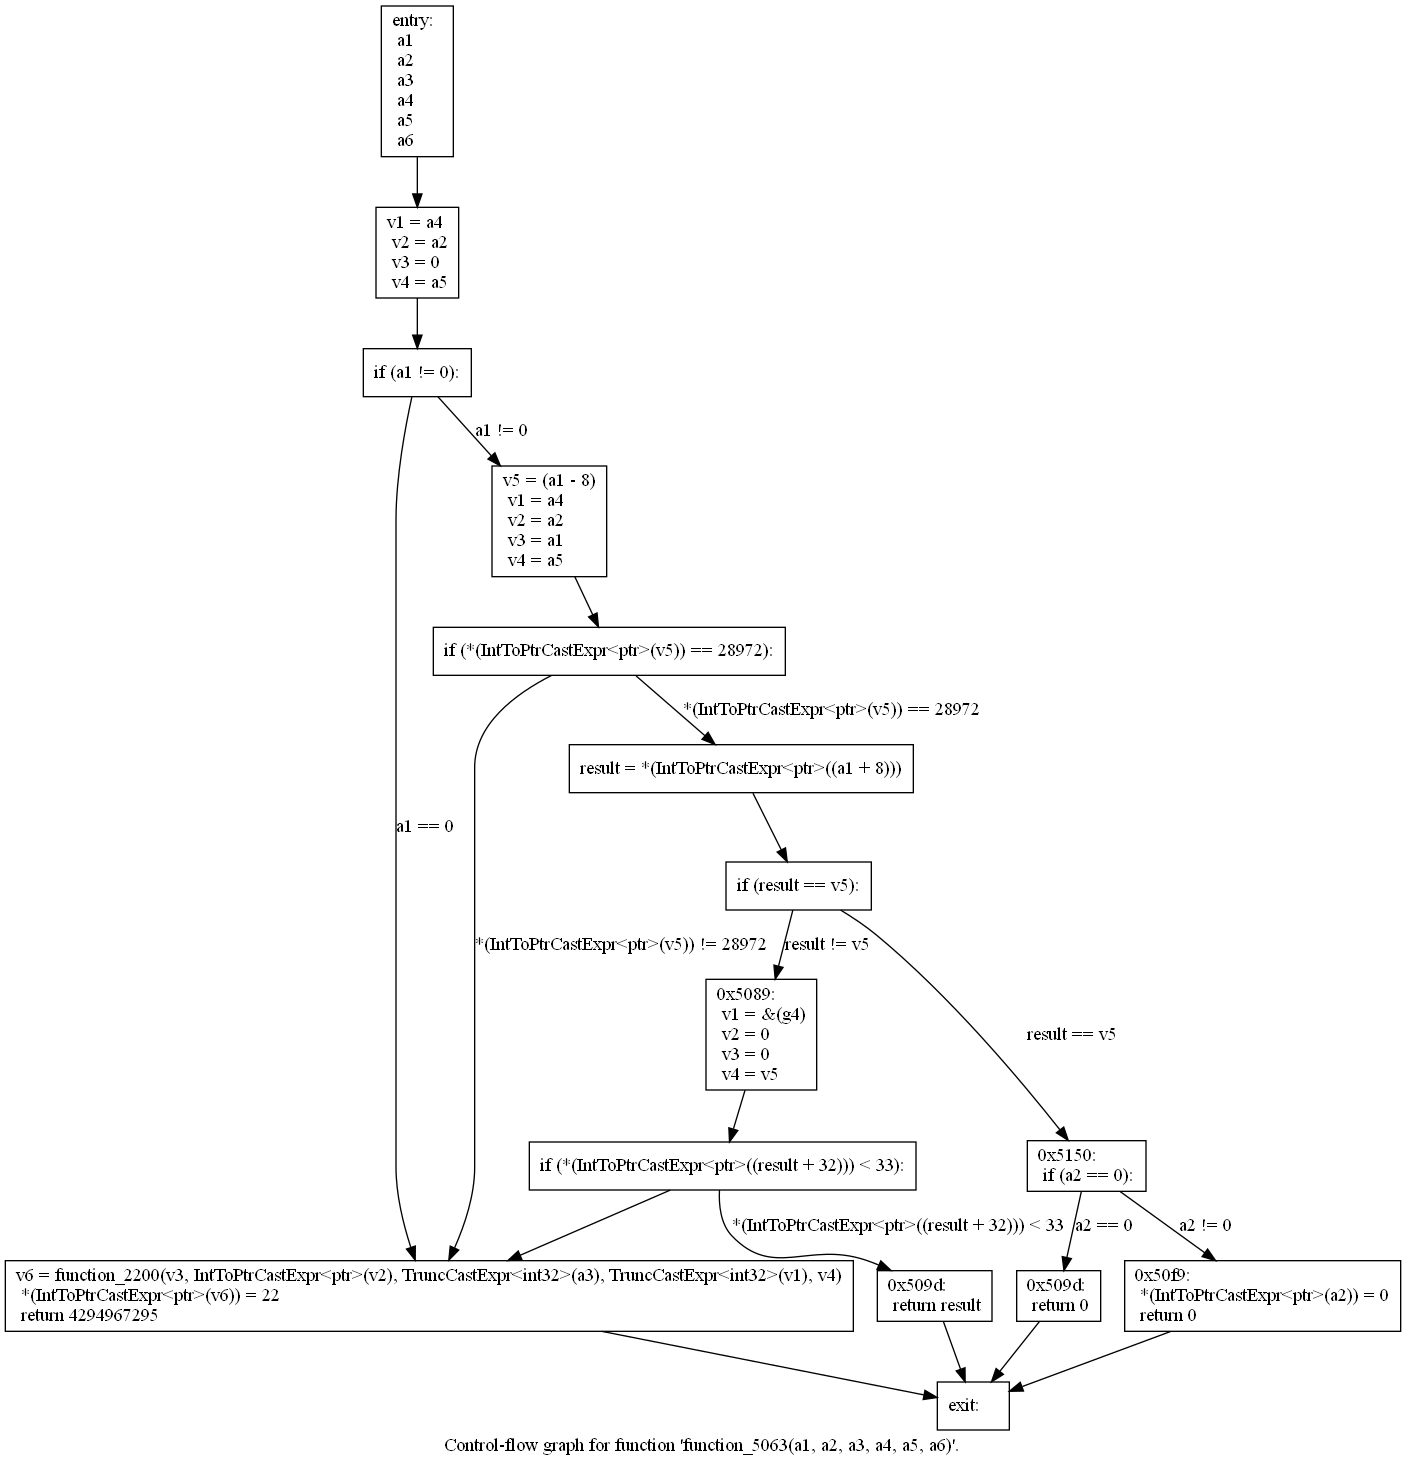 entry:
a1
a2
a3
a4
a5
a6
v1 = a4
v2 = a2
v3 = 0
v4 = a5
if (a1 != 0):
a1 != 0
v5 = (a1 - 8)
v1 = a4
v2 = a2
v3 = a1
v4 = a5
if (*(IntToPtrCastExpr<ptr>(v5)) == 28972):
*(IntToPtrCastExpr<ptr>(v5)) == 28972
result = *(IntToPtrCastExpr<ptr>((a1 + 8)))
a1 == 0
if (result == v5):
*(IntToPtrCastExpr<ptr>(v5)) != 28972
result != v5
result == v5
0x5089:
v1 = &(g4)
v2 = 0
v3 = 0
v4 = v5
if (*(IntToPtrCastExpr<ptr>((result + 32))) < 33):
0x5150:
if (a2 == 0):
*(IntToPtrCastExpr<ptr>((result + 32))) < 33
a2 == 0
a2 != 0
v6 = function_2200(v3, IntToPtrCastExpr<ptr>(v2), TruncCastExpr<int32>(a3), TruncCastExpr<int32>(v1), v4)
*(IntToPtrCastExpr<ptr>(v6)) = 22
return 4294967295
0x509d:
return result
0x509d:
return 0
0x50f9:
*(IntToPtrCastExpr<ptr>(a2)) = 0
return 0
exit:
Control-flow graph for function 'function_5063(a1, a2, a3, a4, a5, a6)'.